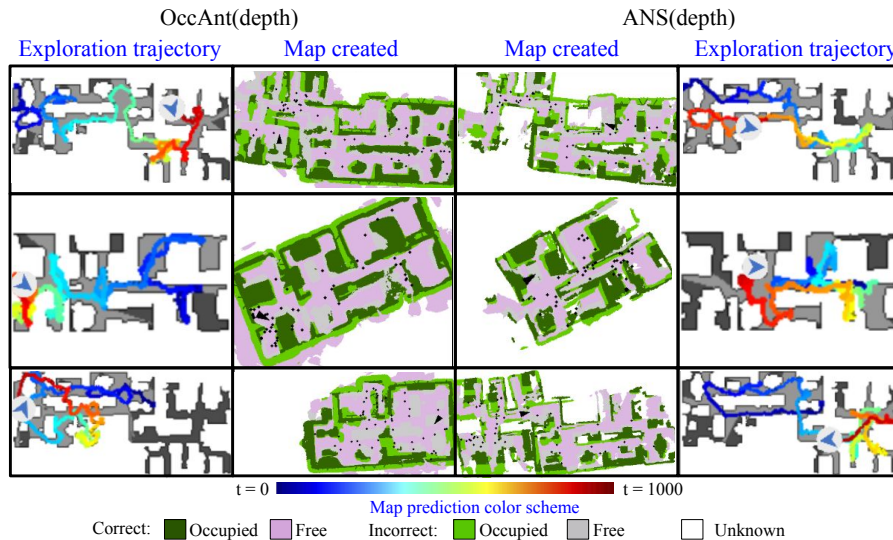 OccAnt(depth) ANS(depth)
Exploration trajectory Map created Map created Exploration trajectory
t = 0 t = 1000
Map prediction color scheme
Correct: Occupied Free Incorrect: Occupied Free Unknown